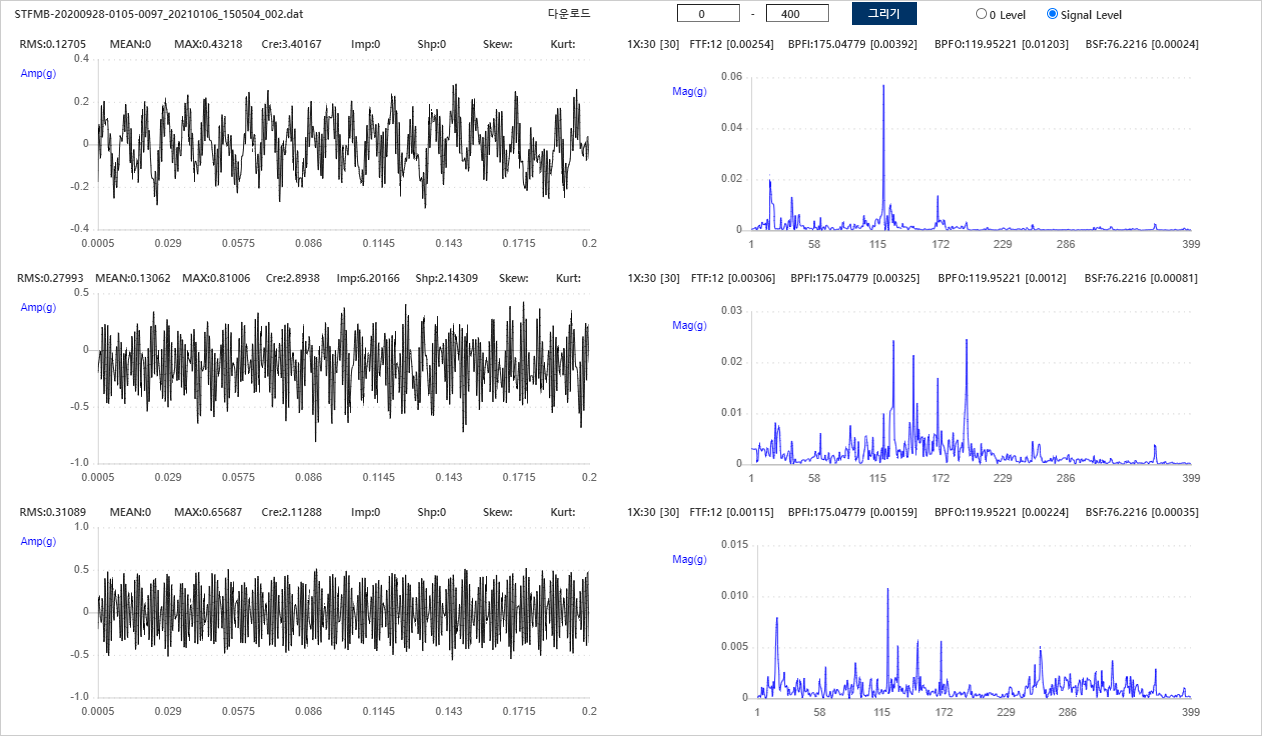 STFMB-20200928-0105-0097_20210106_150504_002.dat 다운로드 0 - 400 그리기 0 Level Signal Level
RMS:0.12705 MEAN:0 MAX:0.43218 Cre:3.40167 Imp:0 Shp:0 Skew: Kurt: 1X:30 [30] FTF:12 [0.00254] BPFI:175.04779 [0.00392] BPFO:119.95221 [0.01203] BSF:76.2216 [0.00024]
Amp(g)
0.4
0.2
0
-0.2
-0.4
0.0005 0.029 0.0575 0.086 0.1145 0.143 0.1715 0.2
Mag(g)
0.06
0.04
0.02
0
1 58 115 172 229 286 399
RMS:0.27993 MEAN:0.13062 MAX:0.81006 Cre:2.8938 Imp:6.20166 Shp:2.14309 Skew: Kurt: 1X:30 [30] FTF:12 [0.00306] BPFI:175.04779 [0.00325] BPFO:119.95221 [0.0012] BSF:76.2216 [0.00081]
Amp(g)
0.5
0
-0.5
-1.0
0.0005 0.029 0.0575 0.086 0.1145 0.143 0.1715 0.2
Mag(g)
0.03
0.02
0.01
0
1 58 115 172 229 286 399
RMS:0.31089 MEAN:0 MAX:0.65687 Cre:2.11288 Imp:0 Shp:0 Skew: Kurt: 1X:30 [30] FTF:12 [0.00115] BPFI:175.04779 [0.00159] BPFO:119.95221 [0.00224] BSF:76.2216 [0.00035]
Amp(g)
1.0
0.5
0
-0.5
-1.0
0.0005 0.029 0.0575 0.086 0.1145 0.143 0.1715 0.2
Mag(g)
0.015
0.010
0.005
0
1 58 115 172 229 286 399